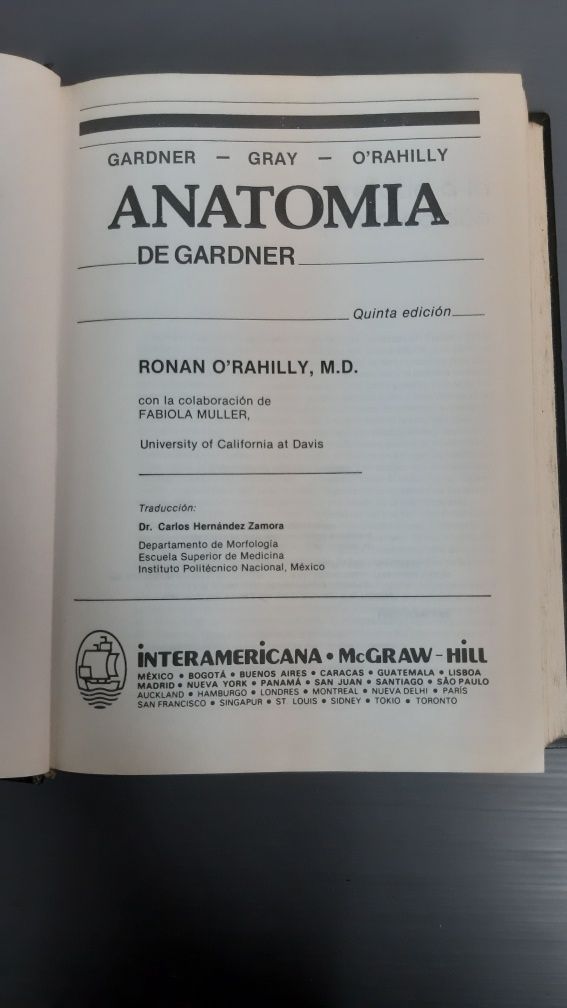 GARDNER — GRAY — O'RAHILLY
ANATOMIA
DE GARDNER
Quinta edición
RONAN O'RAHILLY, M.D.
con la colaboración de
FABIOLA MULLER,
University of California at Davis
Traducción:
Dr. Carlos Hernández Zamora
Departamento de Morfología
Escuela Superior de Medicina
Instituto Politécnico Nacional, México
INTERAMERICANA • McGRAW-HILL
MÉXICO • BOGOTÁ • BUENOS AIRES • CARACAS • GUATEMALA • LISBOA
MADRID • NUEVA YORK • PANAMÁ • SAN JUAN • SANTIAGO • SÃO PAULO
AUCKLAND • HAMBURGO • LONDRES • MONTREAL • NUEVA DELHI • PARÍS
SAN FRANCISCO • SINGAPUR • ST. LOUIS • SIDNEY • TOKIO • TORONTO